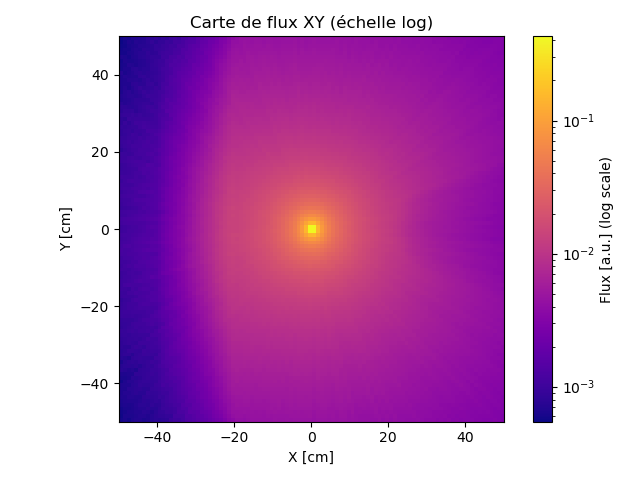 Carte de flux XY (échelle log)
40
20
0
−20
−40
Y [cm]
−40 −20 0 20 40
X [cm]
10⁻¹
10⁻²
10⁻³
Flux [a.u.] (log scale)